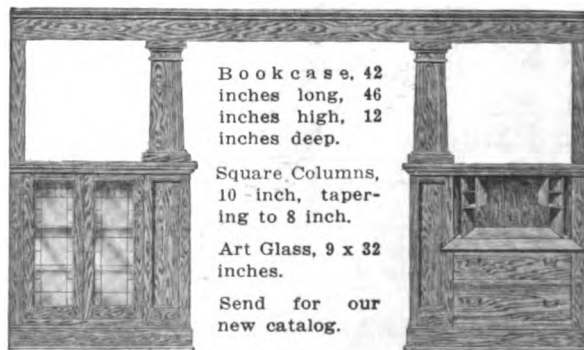 Bookcase, 42
inches long, 46
inches high, 12
inches deep.
Square Columns,
10 inch, taper-
ing to 8 inch.
Art Glass, 9 x 32
inches.
Send for our
new catalog.